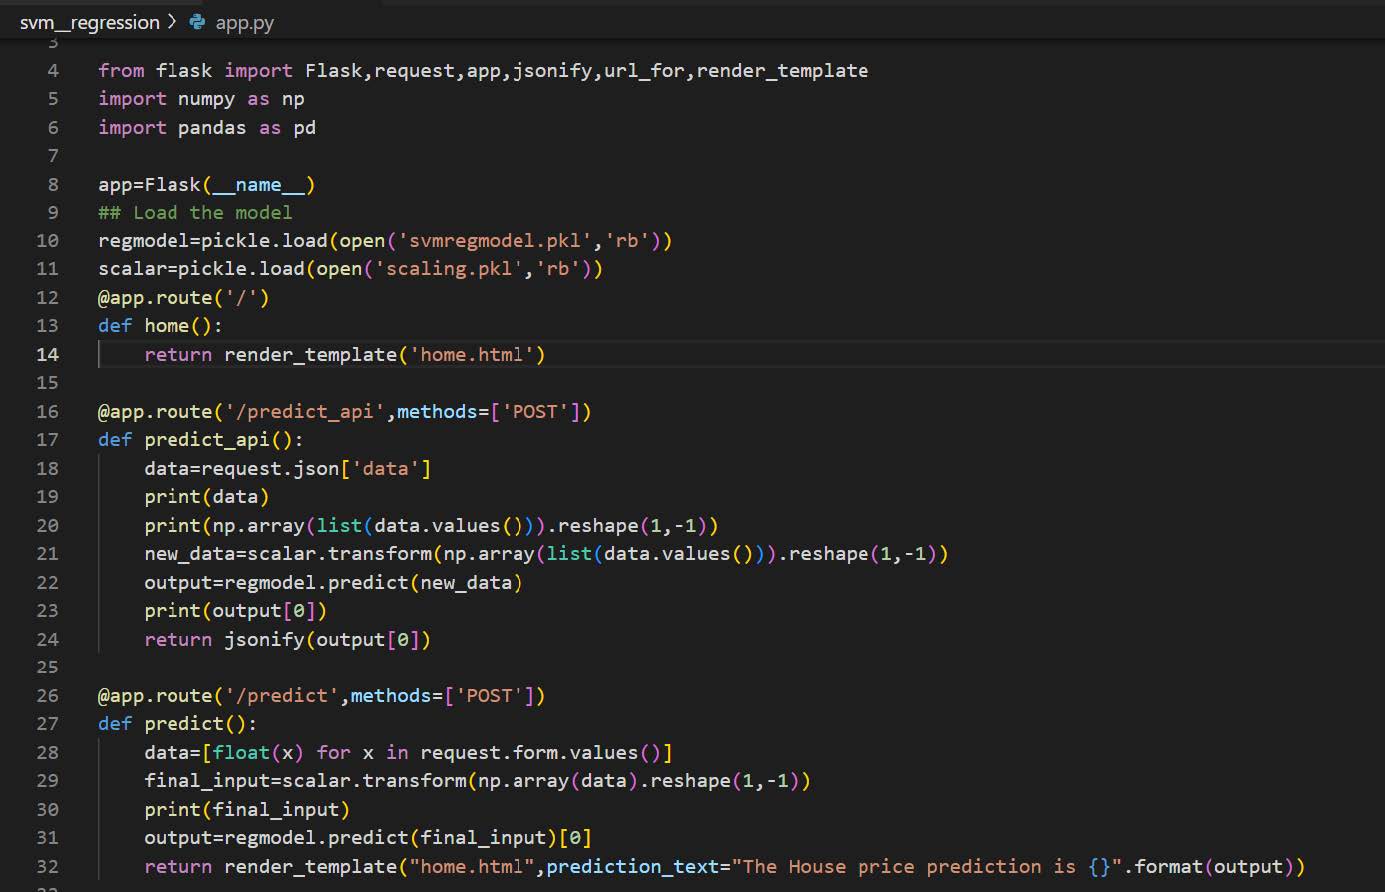 svm__regression > app.py
3
4 from flask import Flask,request,app,jsonify,url_for,render_template
5 import numpy as np
6 import pandas as pd
7
8 app=Flask(__name__)
9 ## Load the model
10 regmodel=pickle.load(open('svmregmodel.pkl','rb'))
11 scalar=pickle.load(open('scaling.pkl','rb'))
12 @app.route('/')
13 def home():
14     return render_template('home.html')
15
16 @app.route('/predict_api',methods=['POST'])
17 def predict_api():
18     data=request.json['data']
19     print(data)
20     print(np.array(list(data.values())).reshape(1,-1))
21     new_data=scalar.transform(np.array(list(data.values())).reshape(1,-1))
22     output=regmodel.predict(new_data)
23     print(output[0])
24     return jsonify(output[0])
25
26 @app.route('/predict',methods=['POST'])
27 def predict():
28     data=[float(x) for x in request.form.values()]
29     final_input=scalar.transform(np.array(data).reshape(1,-1))
30     print(final_input)
31     output=regmodel.predict(final_input)[0]
32     return render_template("home.html",prediction_text="The House price prediction is {}".format(output))